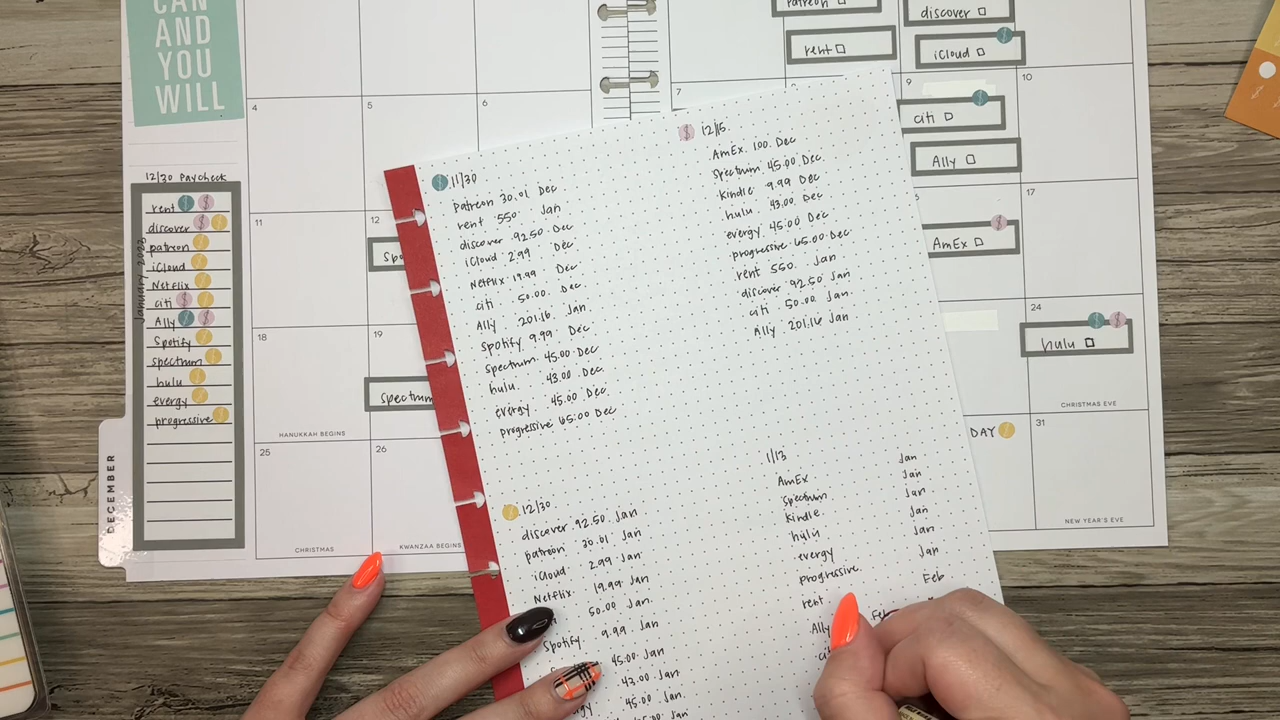 CAN
AND
YOU
WILL
patreon
rent
discover
iCloud
4
5
6
7
9
10
citi
Ally
12/30 Paycheck
rent
discover
patreon
iCloud
Netflix
citi
Ally
Spotify
spectrum
hulu
evergy
progressive
January 2023
DECEMBER
11
12
17
AmEx
18
19
HANUKKAH BEGINS
spectrum
24
hulu
CHRISTMAS EVE
25
26
CHRISTMAS
KWANZAA BEGINS
DAY
31
NEW YEAR'S EVE
11/30
Patreon 30.01 Dec
rent 550. Jan
discover 92.50 Dec
iCloud 2.99 Dec
Netflix 19.99 Dec
citi 50.00 Dec
Ally 201.16 Jan
Spotify 9.99 Dec
spectrum 45.00 Dec
hulu 43.00 Dec
evergy 45.00 Dec
progressive 65.00 Dec
12/15
AmEx 100. Dec
Spectrum 45.00 Dec
Kindle 9.99 Dec
hulu 43.00 Dec
evergy 45.00 Dec
progressive 65.00 Dec
rent 550. Jan
discover 92.50 Jan
citi 50.00 Jan
Ally 201.16 Jan
12/30
discover 92.50 Jan
patreon 30.01 Jan
iCloud 2.99 Jan
Netflix 19.99 Jan
50.00 Jan
Spotify 9.99 Jan
45.00 Jan
43.00 Jan
45.00 Jan
Jan
1/13
AmEx Jan
Spectrum Jan
Kindle Jan
hulu Jan
evergy Jan
progressive Jan
rent Feb
Ally Feb